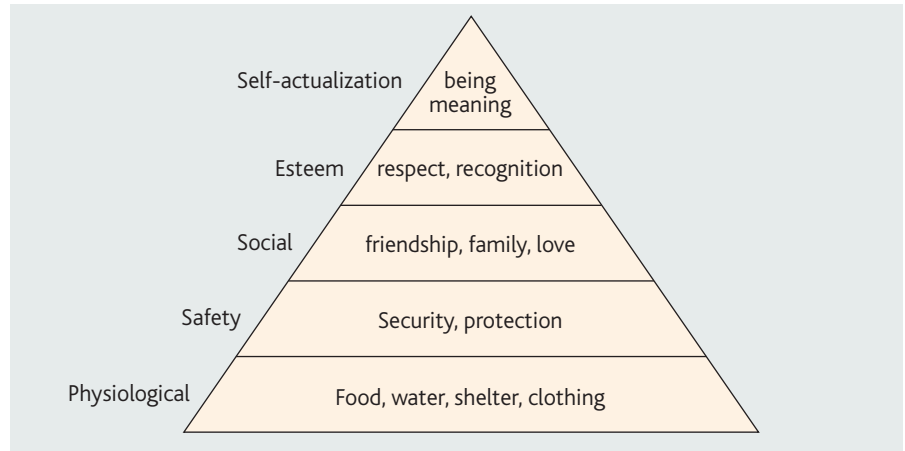 Self-actualization
being
meaning
Esteem
respect, recognition
Social
friendship, family, love
Safety
Security, protection
Physiological
Food, water, shelter, clothing